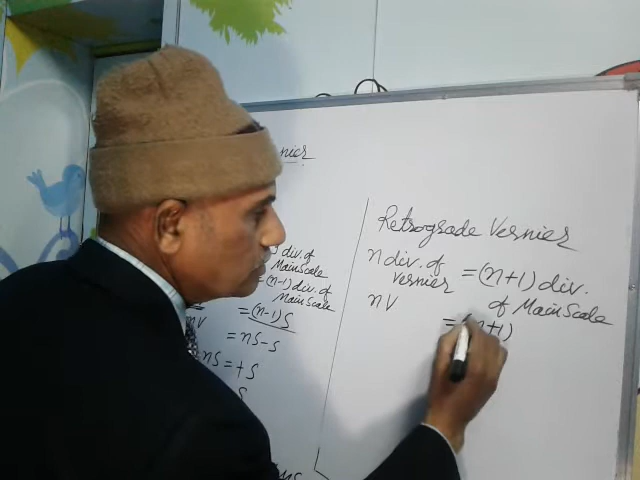 nier
div. of
Main Scale
=(n-1) div. of
Main Scale
nV =(n-1)S
=nS-S
nS=+S
S
Retrograde Vernier
n div. of
Vernier =(n+1) div.
of Main Scale
nV
=(n+1)